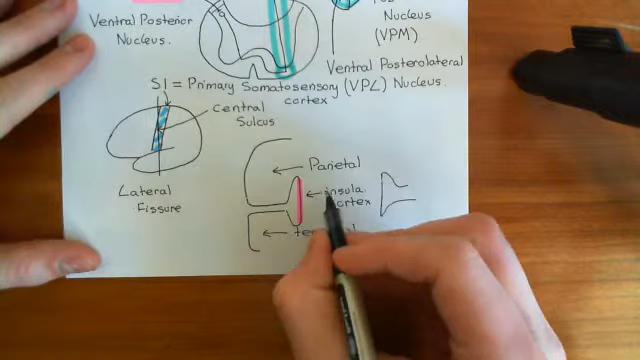 Ventral Posterior
Nucleus.
Nucleus
(VPM)
Ventral Posterolateral
(VPL) Nucleus.
S1 = Primary Somatosensory
cortex
Central
Sulcus
Lateral
Fissure
Parietal
insula
cortex